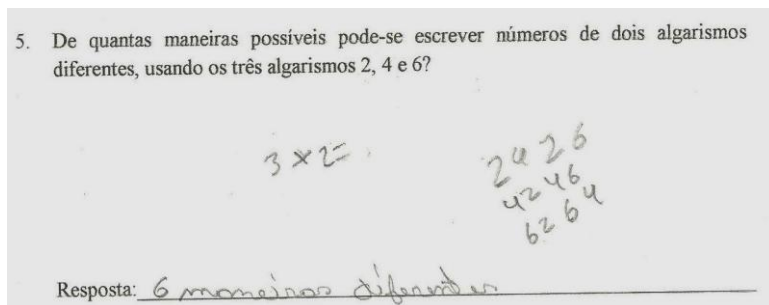 5. De quantas maneiras possíveis pode-se escrever números de dois algarismos
diferentes, usando os três algarismos 2, 4 e 6?
3 x 2 =
24 26
42 46
62 64
Resposta: 6 maneiras diferentes